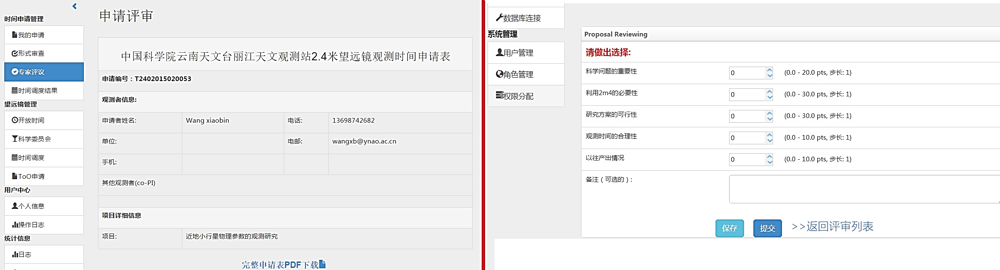 时间申请管理
我的申请
形式审查
专家评议
时间调度结果
望远镜管理
开放时间
科学委员会
时间调度
ToO申请
用户中心
个人信息
操作日志
统计信息
日志
申请评审
中国科学院云南天文台丽江天文观测站2.4米望远镜观测时间申请表
申请编号：T2402015020053
观测者信息:
申请者姓名: Wang xiaobin 电话: 13698742682
单位: 电邮: wangxb@ynao.ac.cn
手机:
其他观测者(co-PI)
项目详细信息
项目: 近地小行星物理参数的观测研究
完整申请表PDF下载
数据库连接
系统管理
用户管理
角色管理
权限分配
Proposal Reviewing
请做出选择:
科学问题的重要性 0 (0.0 - 20.0 pts, 步长: 1)
利用2m4的必要性 0 (0.0 - 30.0 pts, 步长: 1)
研究方案的可行性 0 (0.0 - 30.0 pts, 步长: 1)
观测时间的合理性 0 (0.0 - 10.0 pts, 步长: 1)
以往产出情况 0 (0.0 - 10.0 pts, 步长: 1)
备注（可选的）:
保存 提交 >>返回评审列表